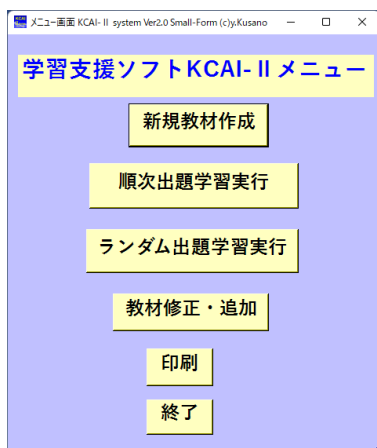 メニュー画面 KCAI-Ⅱ system Ver2.0 Small-Form (c)y.Kusano
学習支援ソフトKCAI-Ⅱメニュー
新規教材作成
順次出題学習実行
ランダム出題学習実行
教材修正・追加
印刷
終了